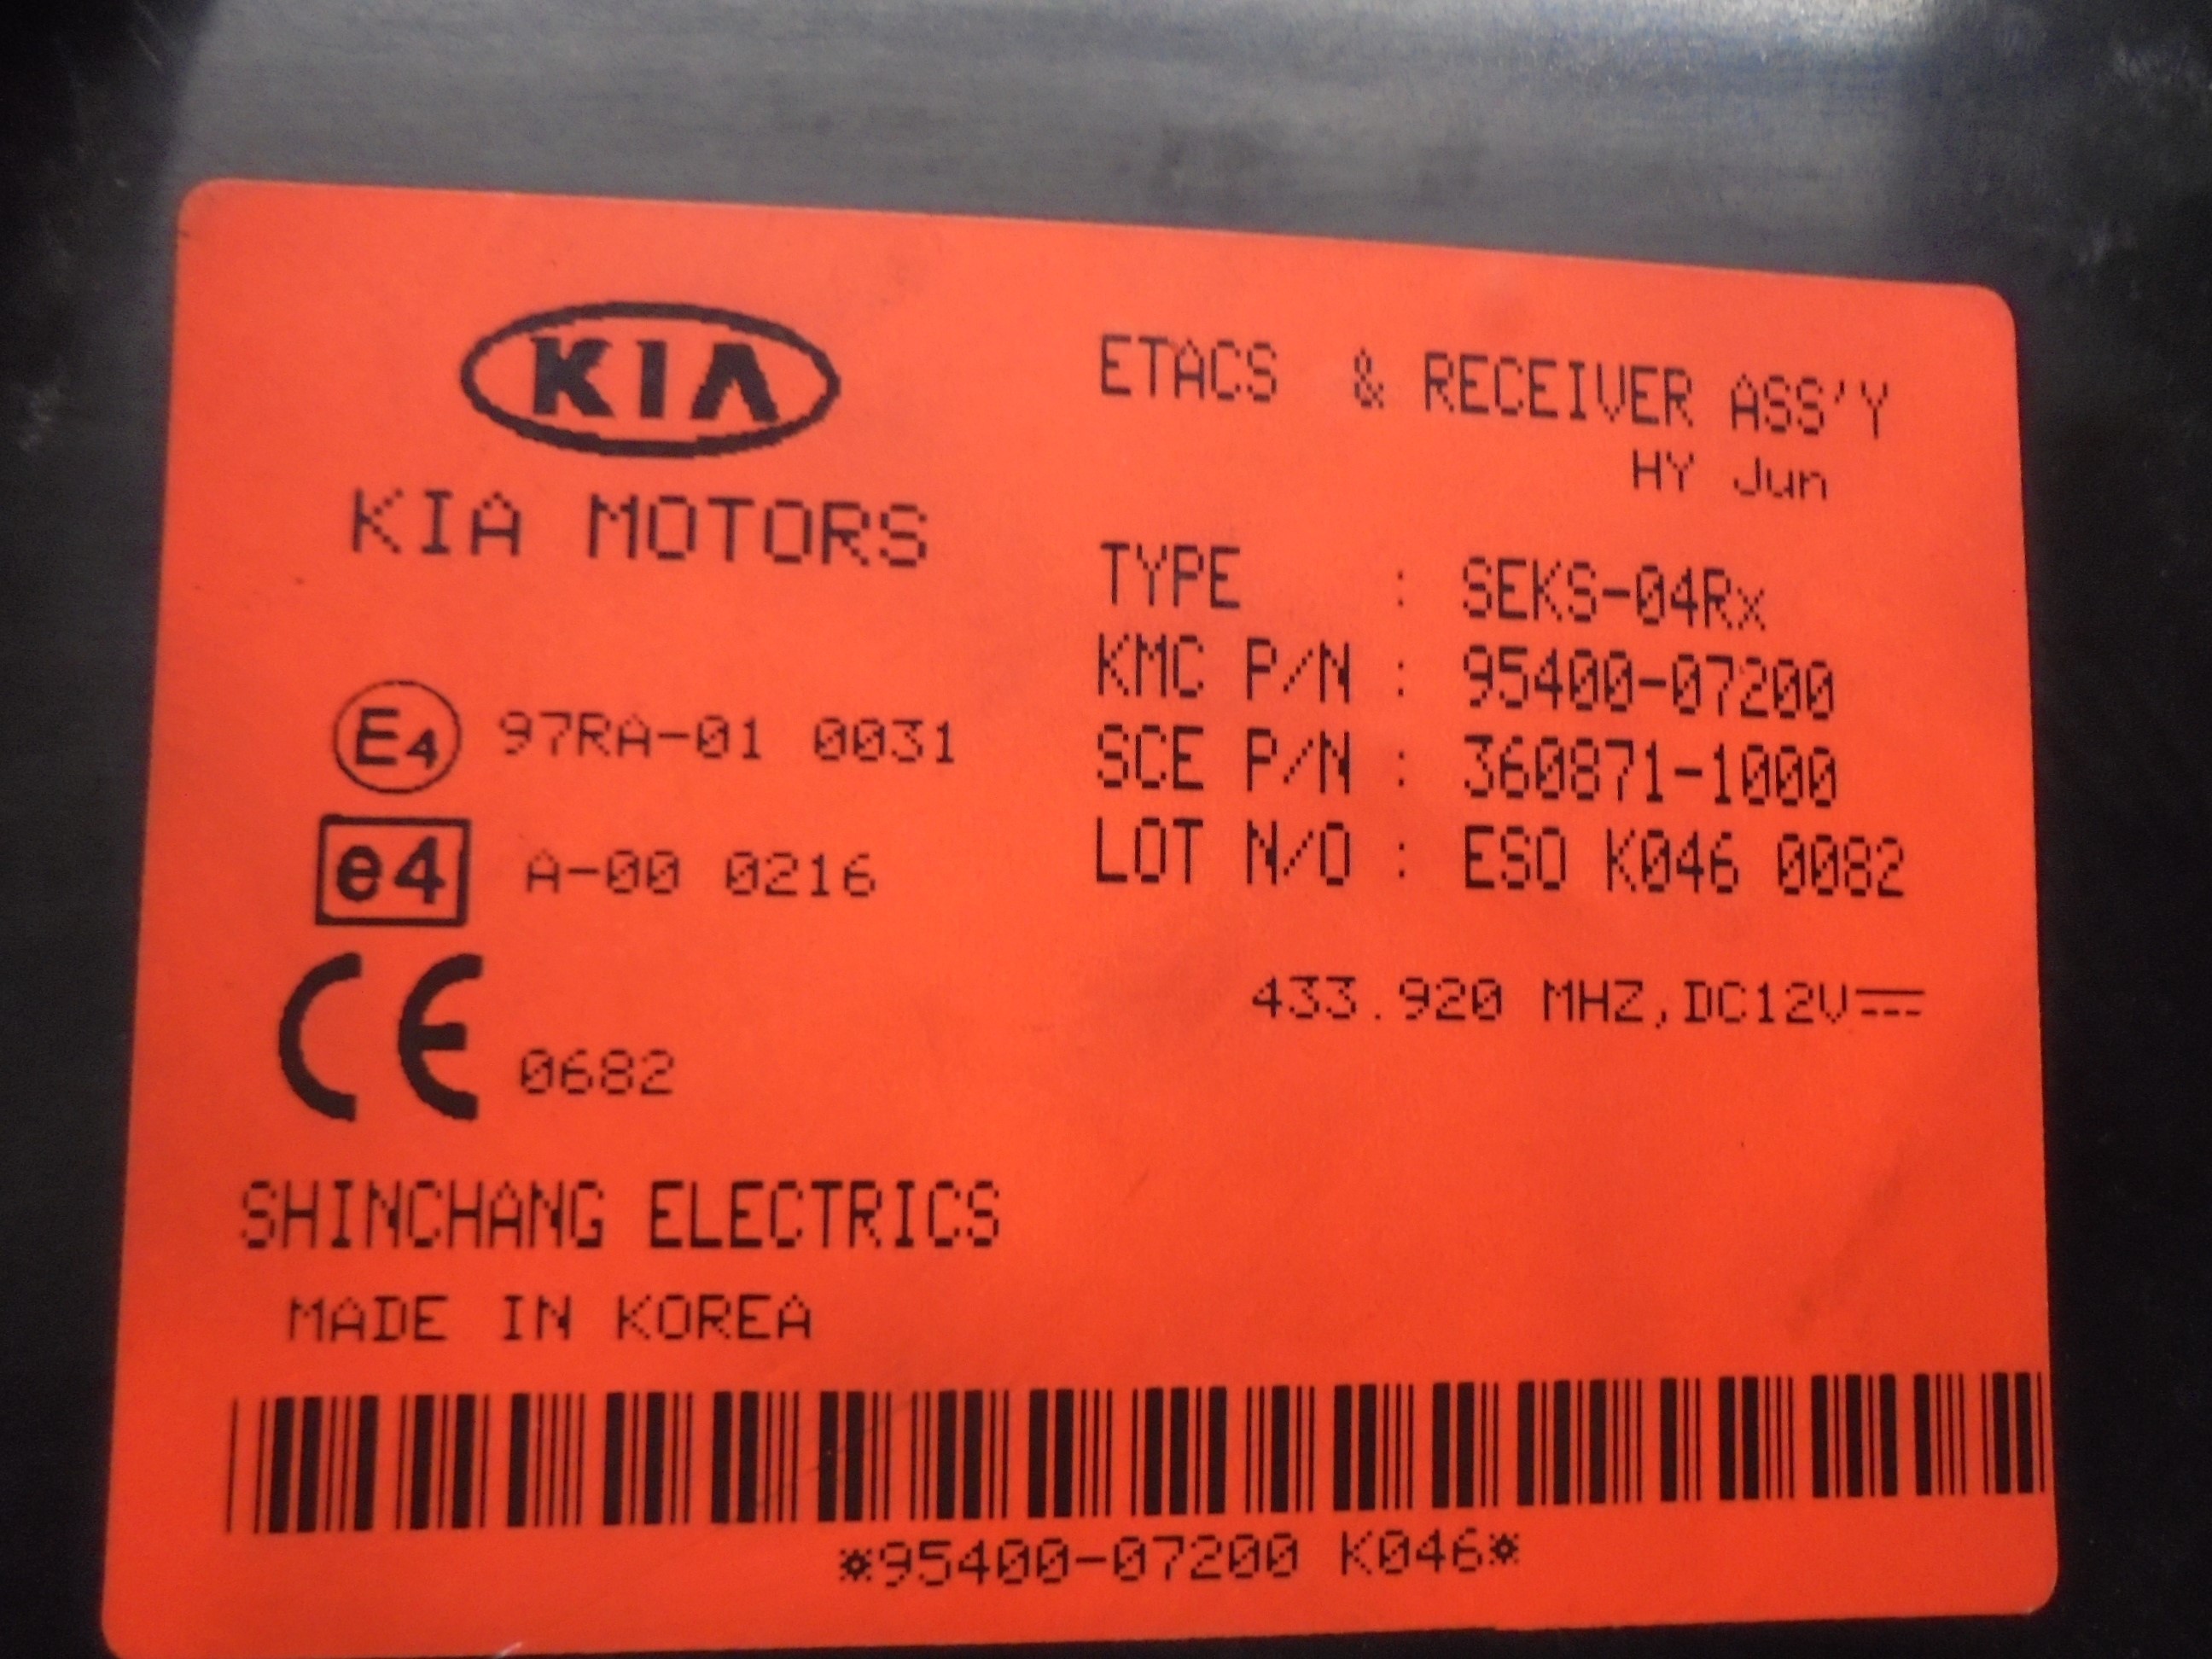 KIA
KIA MOTORS
E4 97RA-01 0031
e4 A-00 0216
CE 0682
SHINCHANG ELECTRICS
MADE IN KOREA
ETACS & RECEIVER ASS'Y
HY Jun
TYPE : SEKS-04Rx
KMC P/N : 95400-07200
SCE P/N : 360871-1000
LOT N/O : ESO K046 0082
433.920 MHZ,DC12V⎓
*95400-07200 K046*